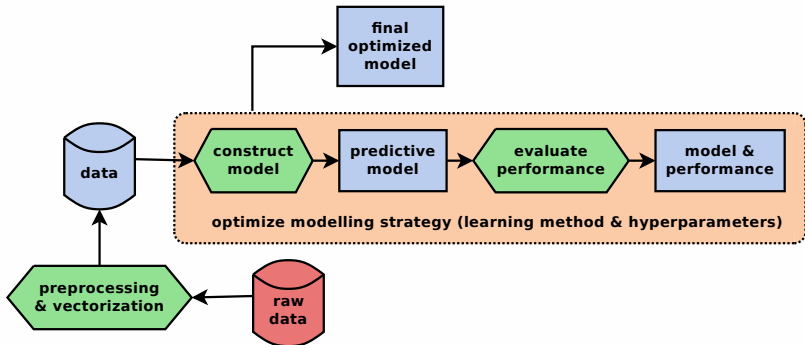 final
optimized
model
data
construct
model
predictive
model
evaluate
performance
model &
performance
optimize modelling strategy (learning method & hyperparameters)
preprocessing
& vectorization
raw
data